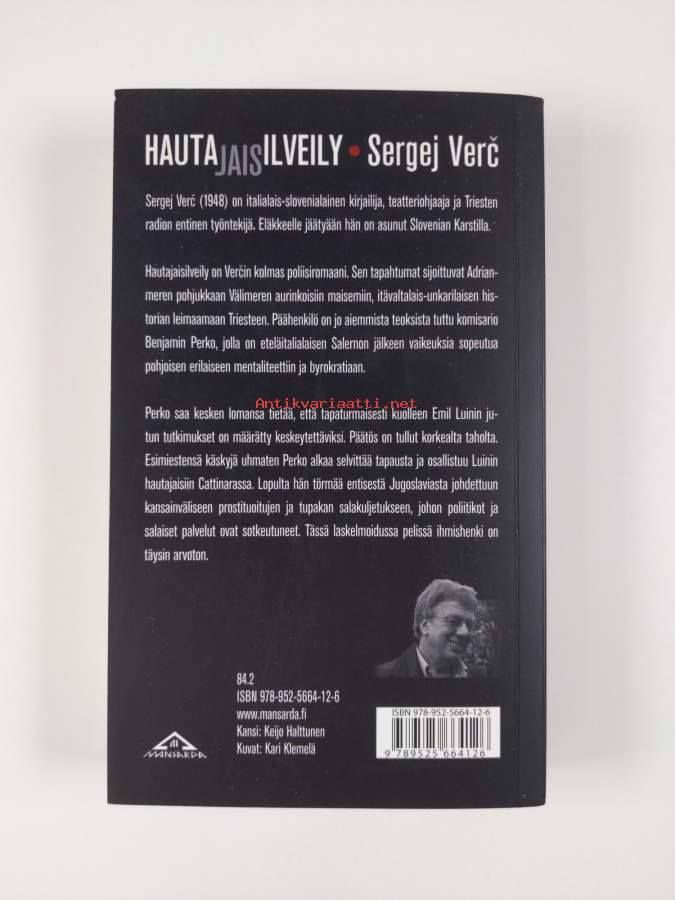 HAUTAJAISILVEILY • Sergej Verč
Sergej Verč (1948) on italialais-slovenialainen kirjailija, teatteriohjaaja ja Triesten
radion entinen työntekijä. Eläkkeelle jäätyään hän on asunut Slovenian Karstilla.
Hautajaisilveily on Verčin kolmas poliisiromaani. Sen tapahtumat sijoittuvat Adrian-
meren pohjukkaan Välimeren aurinkoisiin maisemiin, itävaltalais-unkarilaisen his-
torian leimaamaan Triesteen. Päähenkilö on jo aiemmista teoksista tuttu komisario
Benjamin Perko, jolla on eteläitalialaisen Salernon jälkeen vaikeuksia sopeutua
pohjoisen erilaiseen mentaliteettiin ja byrokratiaan.
Antikvariaatti.net
Perko saa kesken lomansa tietää, että tapaturmaisesti kuolleen Emil Luinin ju-
tun tutkimukset on määrätty keskeytettäviksi. Päätös on tullut korkealta taholta.
Esimiestensä käskyjä uhmaten Perko alkaa selvittää tapausta ja osallistuu Luinin
hautajaisiin Cattinarassa. Lopulta hän törmää entisestä Jugoslaviasta johdettuun
kansainväliseen prostituoitujen ja tupakan salakuljetukseen, johon poliitikot ja
salaiset palvelut ovat sotkeutuneet. Tässä laskelmoidussa pelissä ihmishenki on
täysin arvoton.
84.2
ISBN 978-952-5664-12-6
www.mansarda.fi
Kansi: Keijo Halttunen
Kuvat: Kari Klemelä
MANSARDA
ISBN 978-952-5664-12-6
9 789525 664126